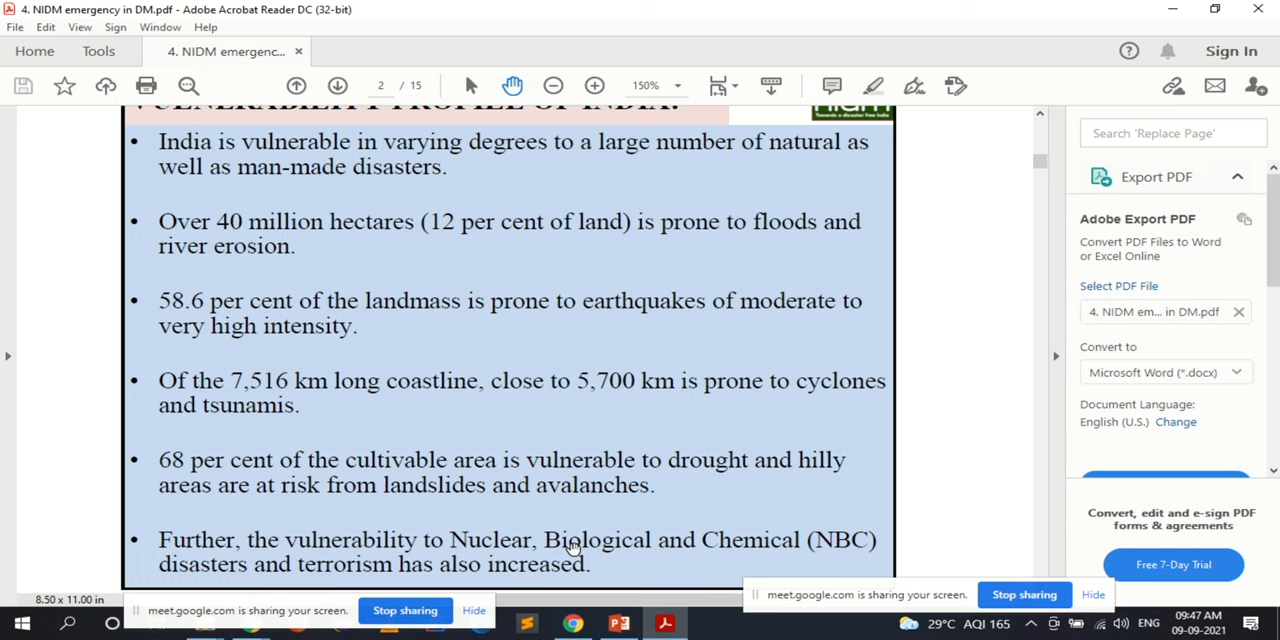 4. NIDM emergency in DM.pdf - Adobe Acrobat Reader DC (32-bit)
File Edit View Sign Window Help
Home Tools 4. NIDM emergenc... × Sign In
2 / 15 150%
VULNERABILITY PROFILE OF INDIA:
Towards a disaster free India
• India is vulnerable in varying degrees to a large number of natural as
well as man-made disasters.
• Over 40 million hectares (12 per cent of land) is prone to floods and
river erosion.
• 58.6 per cent of the landmass is prone to earthquakes of moderate to
very high intensity.
• Of the 7,516 km long coastline, close to 5,700 km is prone to cyclones
and tsunamis.
• 68 per cent of the cultivable area is vulnerable to drought and hilly
areas are at risk from landslides and avalanches.
• Further, the vulnerability to Nuclear, Biological and Chemical (NBC)
disasters and terrorism has also increased.
Search 'Replace Page'
Export PDF
Adobe Export PDF
Convert PDF Files to Word
or Excel Online
Select PDF File
4. NIDM em... in DM.pdf
Convert to
Microsoft Word (*.docx)
Document Language:
English (U.S.) Change
Convert, edit and e-sign PDF
forms & agreements
Free 7-Day Trial
8.50 x 11.00 in
meet.google.com is sharing your screen. Stop sharing Hide
meet.google.com is sharing your screen. Stop sharing Hide
29°C AQI 165 ENG
09:47 AM
09-09-2021